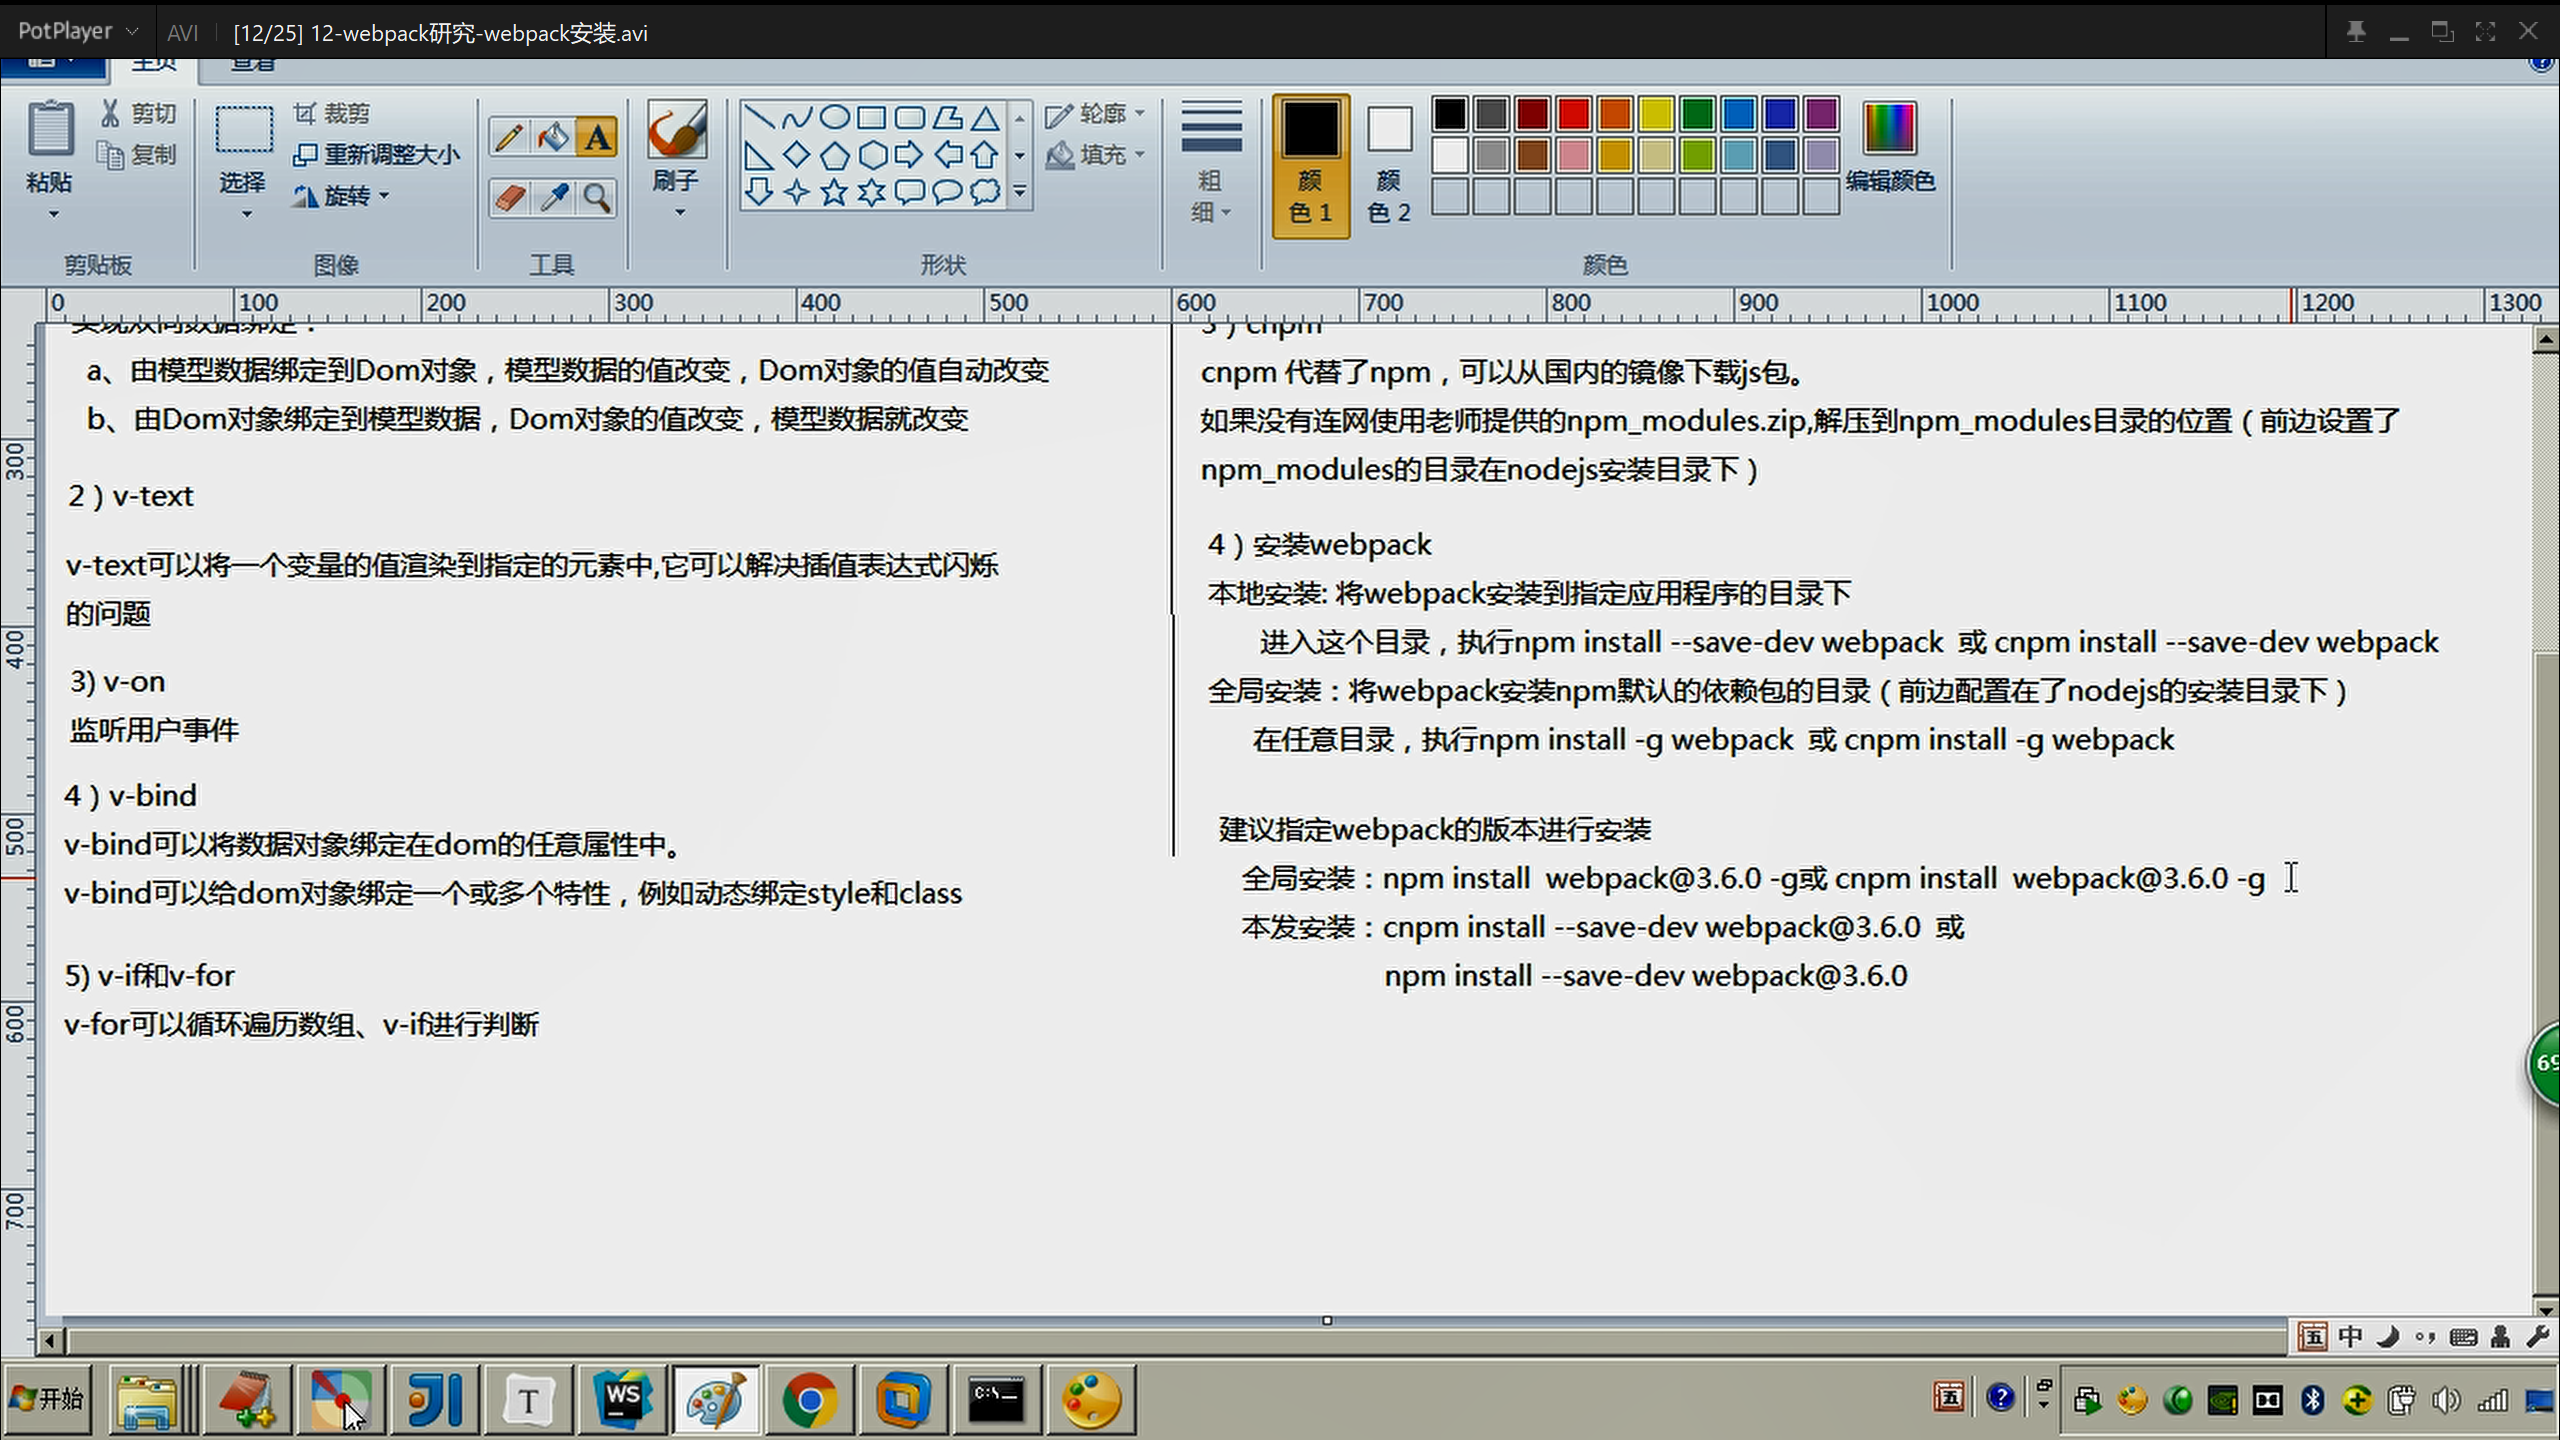 PotPlayer
AVI
[12/25] 12-webpack研究-webpack安装.avi
主页
查看
粘贴
剪切
复制
剪贴板
选择
裁剪
重新调整大小
旋转
图像
工具
刷子
形状
轮廓
填充
粗
细
颜
色 1
颜
色 2
编辑颜色
颜色
0 100 200 300 400 500 600 700 800 900 1000 1100 1200 1300
300
400
500
600
700
实现双向数据绑定：
a、由模型数据绑定到Dom对象，模型数据的值改变，Dom对象的值自动改变
b、由Dom对象绑定到模型数据，Dom对象的值改变，模型数据就改变
2）v-text
v-text可以将一个变量的值渲染到指定的元素中,它可以解决插值表达式闪烁
的问题
3) v-on
监听用户事件
4）v-bind
v-bind可以将数据对象绑定在dom的任意属性中。
v-bind可以给dom对象绑定一个或多个特性，例如动态绑定style和class
5) v-if和v-for
v-for可以循环遍历数组、v-if进行判断
3）cnpm
cnpm 代替了npm，可以从国内的镜像下载js包。
如果没有连网使用老师提供的npm_modules.zip,解压到npm_modules目录的位置（前边设置了
npm_modules的目录在nodejs安装目录下）
4）安装webpack
本地安装: 将webpack安装到指定应用程序的目录下
进入这个目录，执行npm install --save-dev webpack 或 cnpm install --save-dev webpack
全局安装：将webpack安装npm默认的依赖包的目录（前边配置在了nodejs的安装目录下）
在任意目录，执行npm install -g webpack 或 cnpm install -g webpack
建议指定webpack的版本进行安装
全局安装：npm install  webpack@3.6.0 -g或 cnpm install  webpack@3.6.0 -g
本发安装：cnpm install --save-dev webpack@3.6.0 或
npm install --save-dev webpack@3.6.0
69
五 中
开始
T
WS
C:\
五